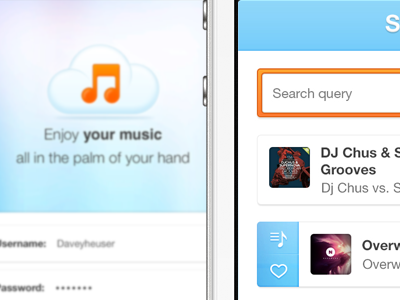 Enjoy your music
all in the palm of your hand
Username: Daveyheuser
Password:
S
Search query
DJ Chus & S
Grooves
Dj Chus vs. S
Overw
Overw